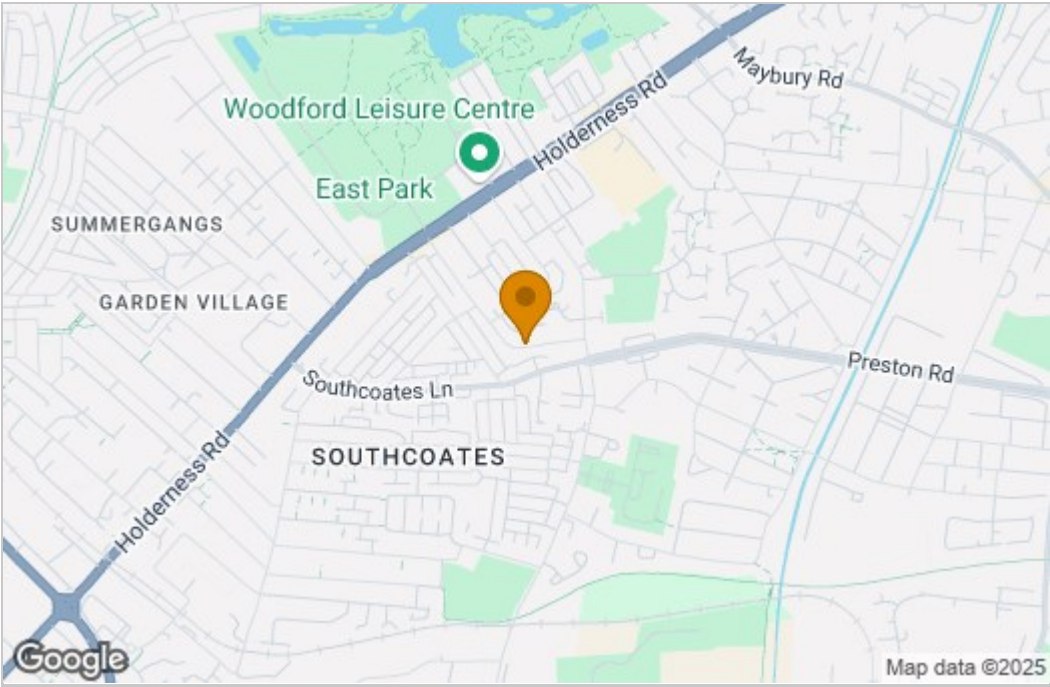 Maybury Rd
Holderness Rd
Woodford Leisure Centre
East Park
SUMMERGANGS
GARDEN VILLAGE
Preston Rd
Southcoates Ln
SOUTHCOATES
Holderness Rd
Google
Map data ©2025